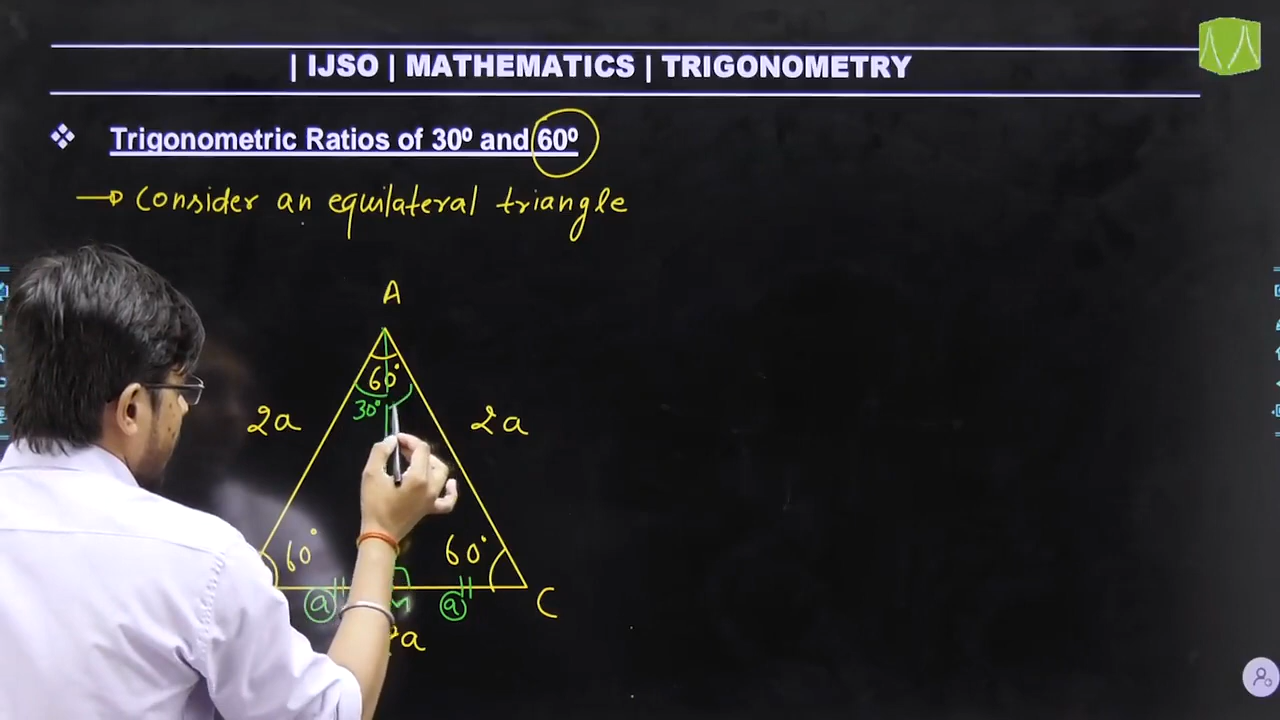 | IJSO | MATHEMATICS | TRIGONOMETRY
❖ Trigonometric Ratios of 30º and 60º
→ Consider an equilateral triangle
A
60°
30°
2a 2a
60° 60°
a a
C